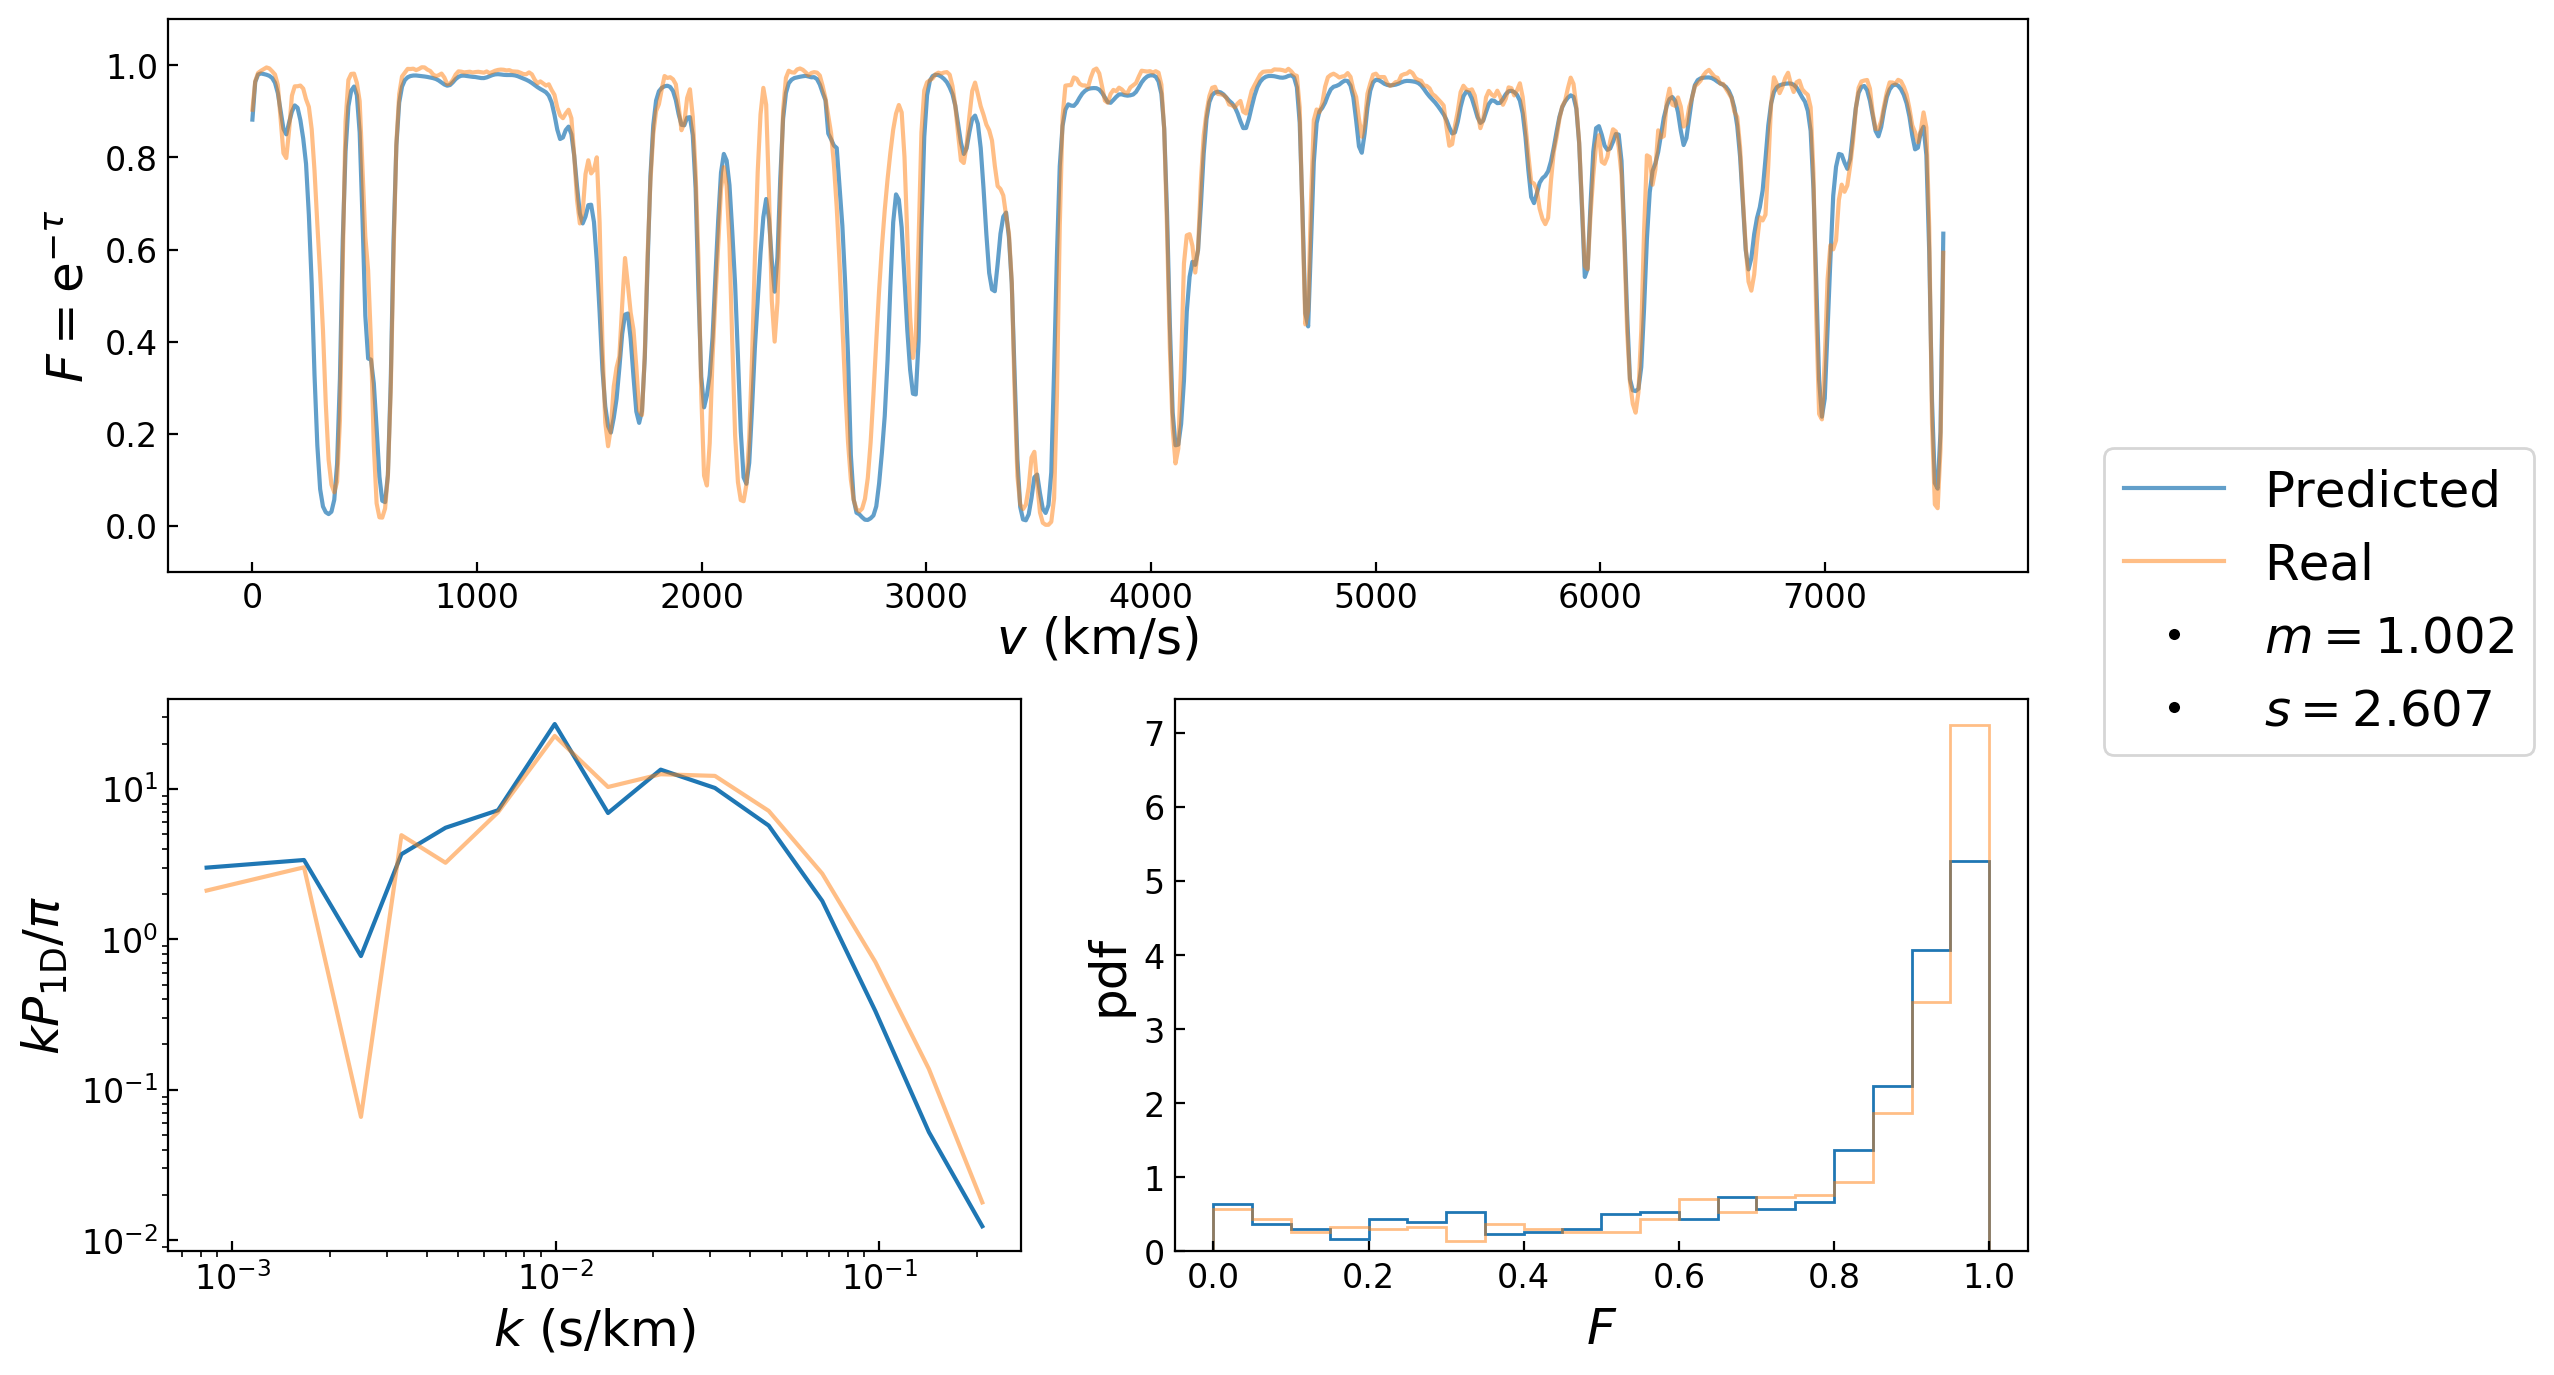 1.0
0.8
0.6
0.4
0.2
0.0
F = e^{−τ}
0 1000 2000 3000 4000 5000 6000 7000
v (km/s)
Predicted
Real
• m = 1.002
• s = 2.607
10^1
10^0
10^{−1}
10^{−2}
kP_{1D}/π
10^{−3} 10^{−2} 10^{−1}
k (s/km)
7
6
5
4
3
2
1
0
pdf
0.0 0.2 0.4 0.6 0.8 1.0
F